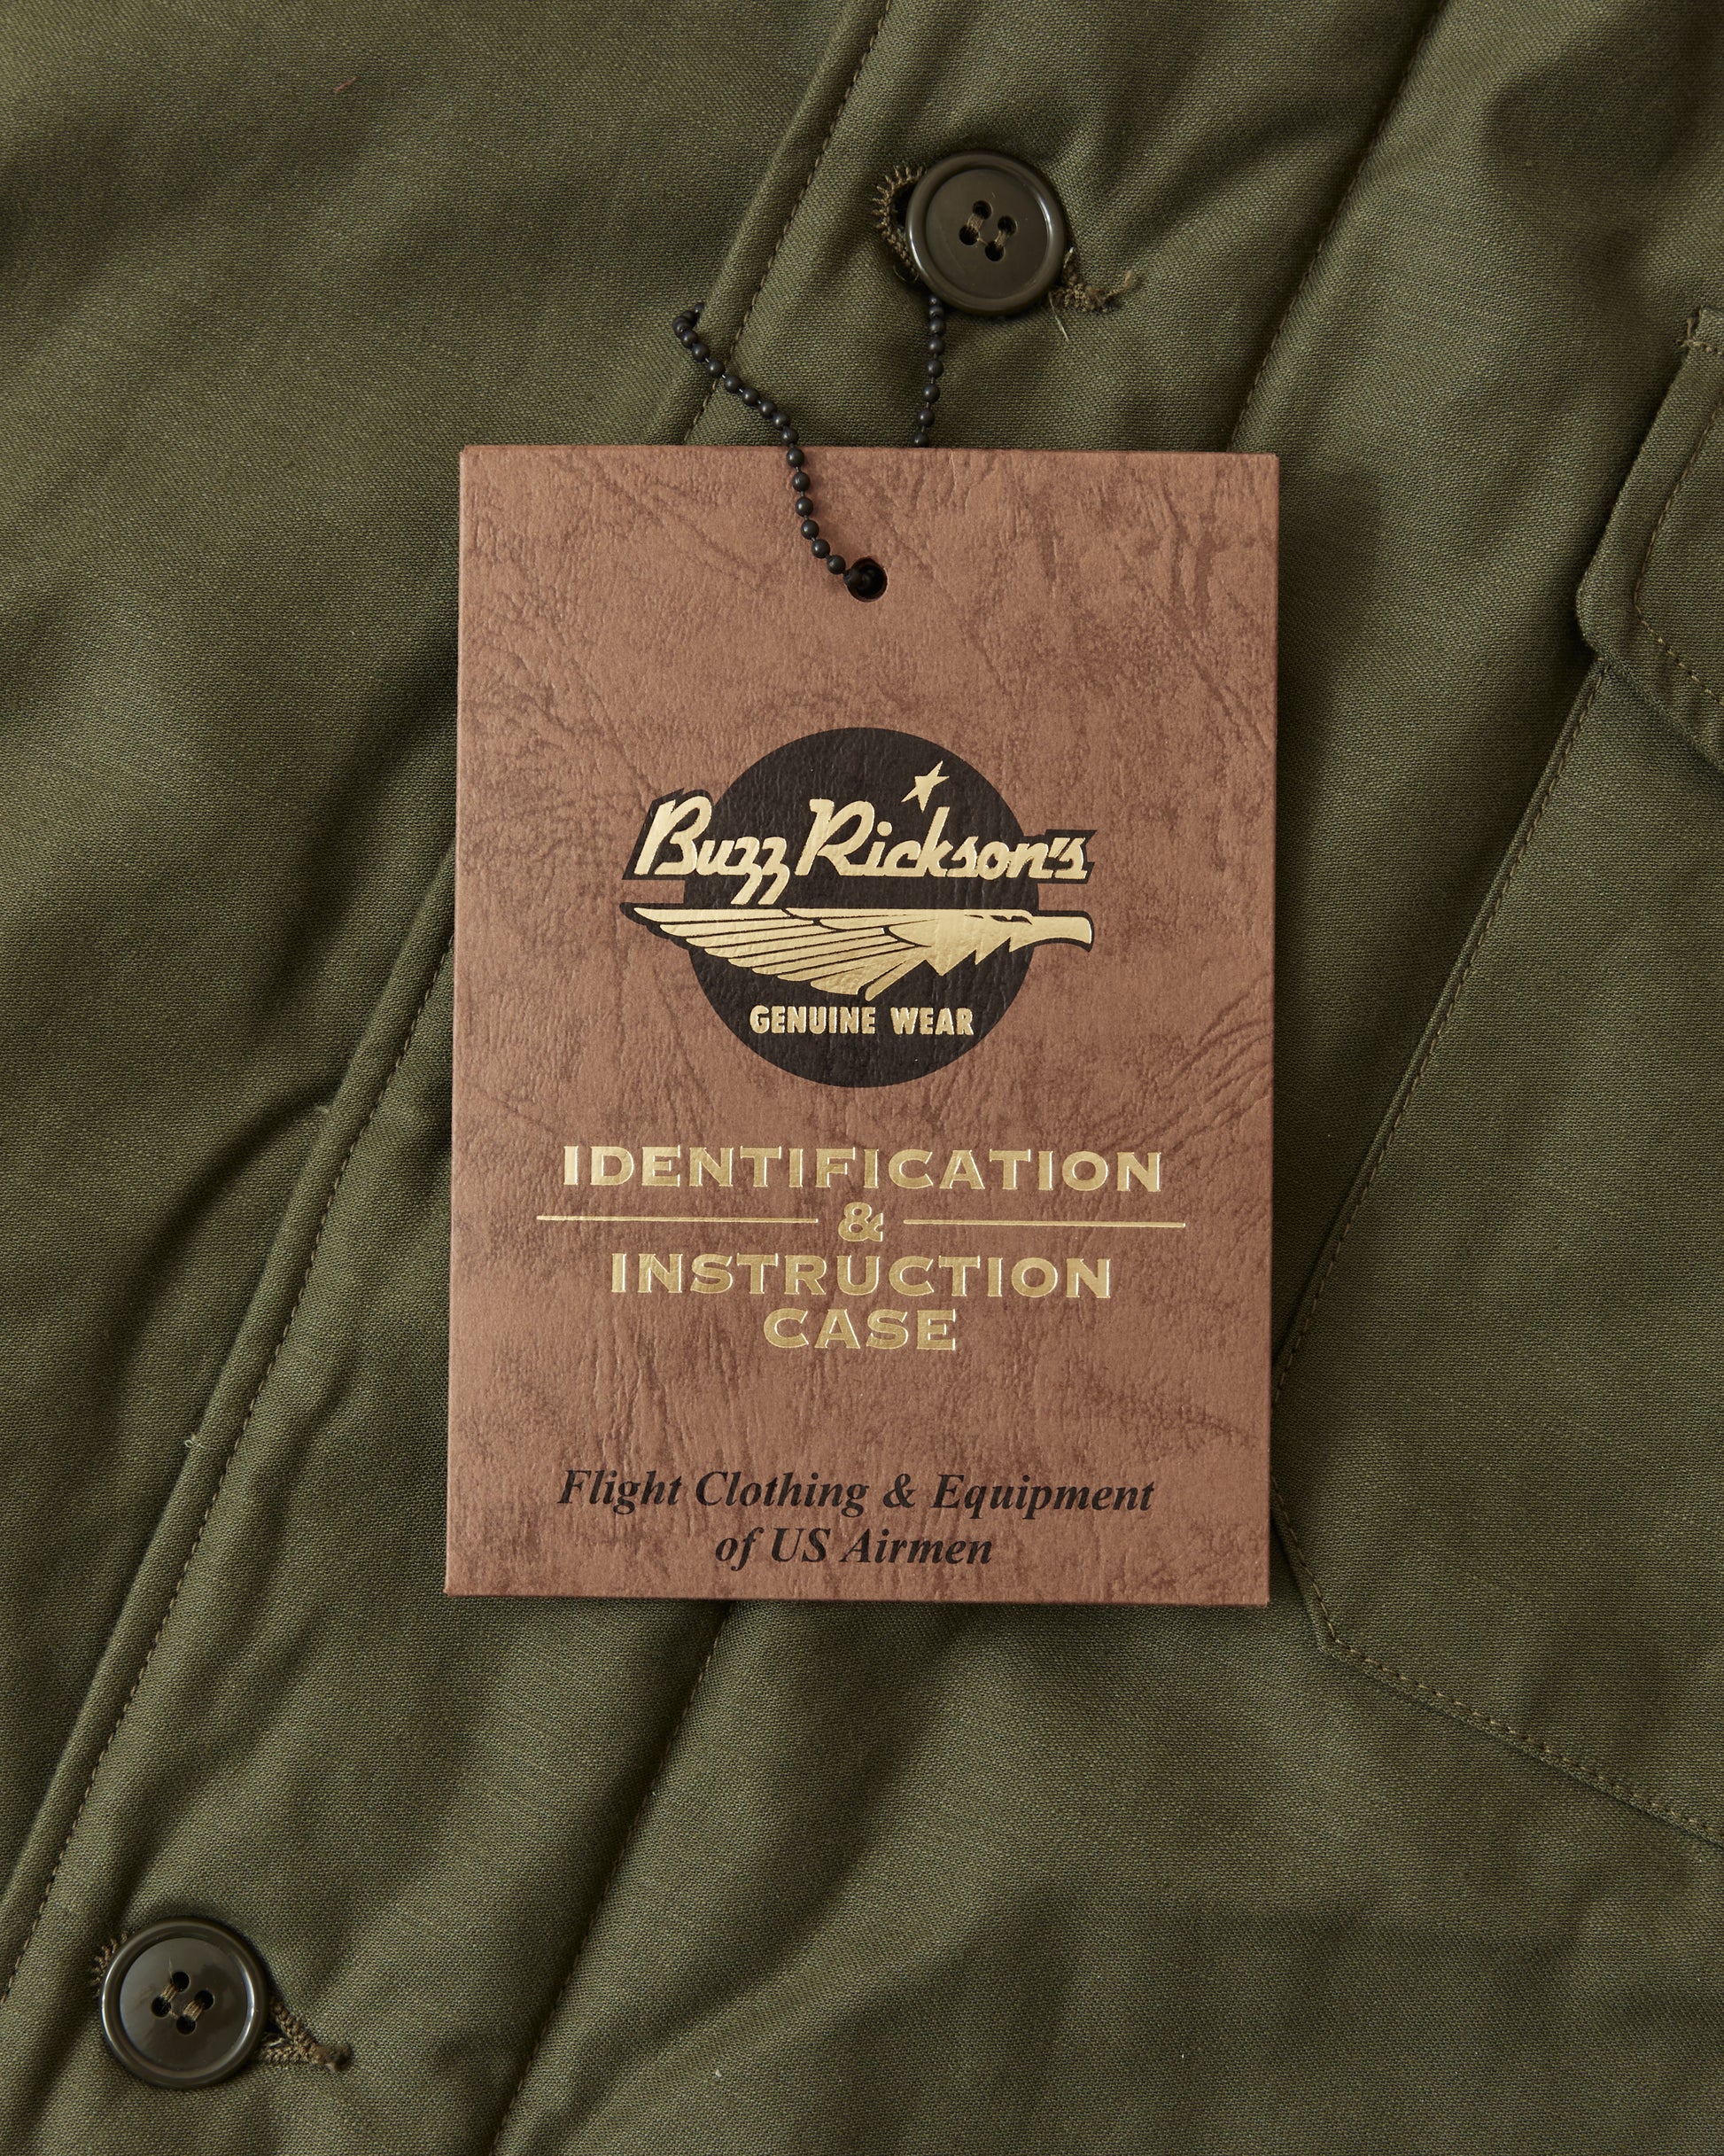 Buzz Rickson's
GENUINE WEAR
IDENTIFICATION
&
INSTRUCTION
CASE
Flight Clothing & Equipment
of US Airmen